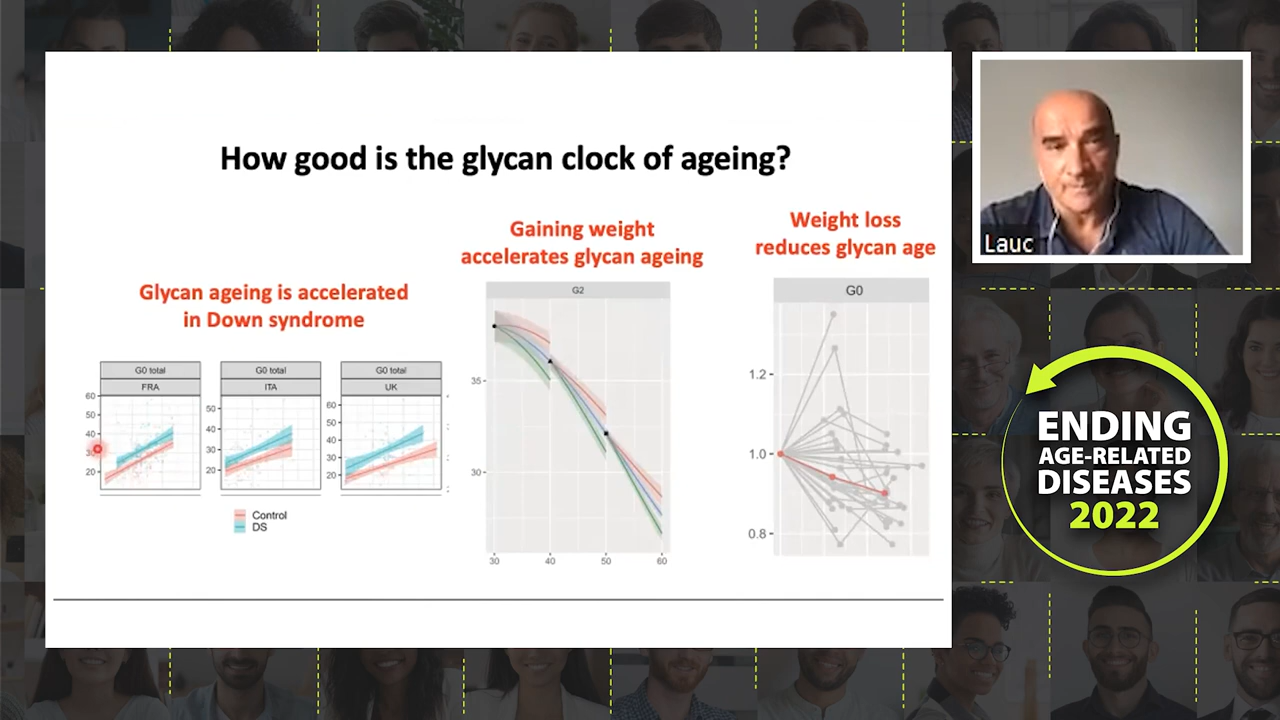 How good is the glycan clock of ageing?
Glycan ageing is accelerated
in Down syndrome
G0 total
FRA
60
50
40
30
20
G0 total
ITA
50
40
30
20
G0 total
UK
60
50
40
30
20
Control
DS
Gaining weight
accelerates glycan ageing
G2
35
30
30
40
50
60
Weight loss
reduces glycan age
G0
1.2
1.0
0.8
Lauc
ENDING
AGE-RELATED
DISEASES
2022